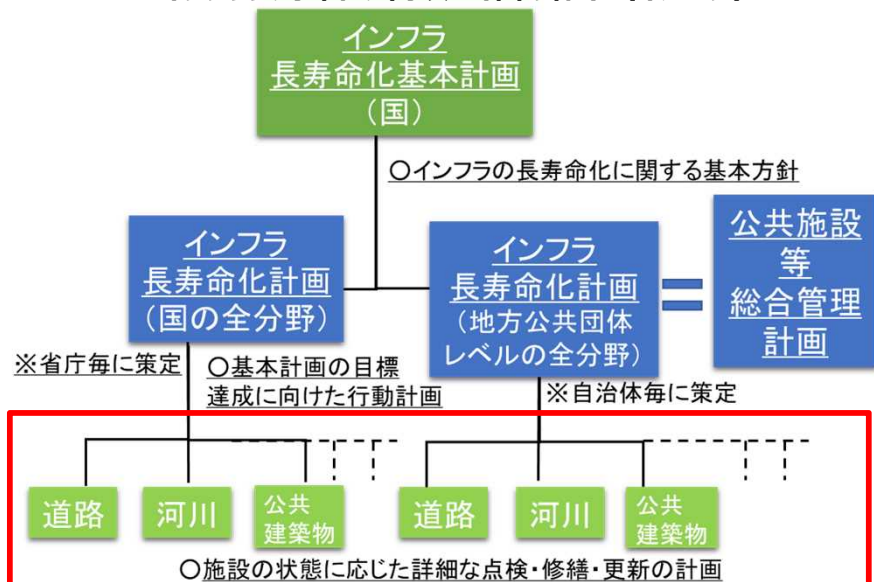 インフラ
長寿命化基本計画
（国）
〇インフラの長寿命化に関する基本方針
インフラ
長寿命化計画
（国の全分野）
インフラ
長寿命化計画
（地方公共団体
レベルの全分野）
公共施設
等
総合管理
計画
※省庁毎に策定
〇基本計画の目標
達成に向けた行動計画
※自治体毎に策定
道路
河川
公共
建築物
道路
河川
公共
建築物
〇施設の状態に応じた詳細な点検・修繕・更新の計画